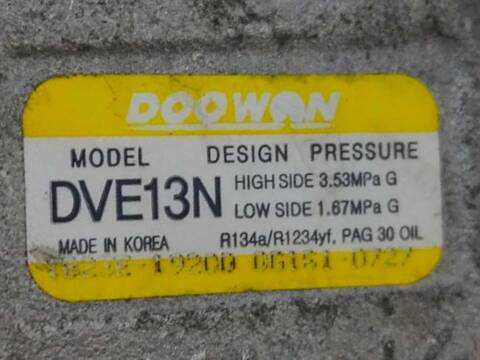 DOOWON
MODEL DESIGN PRESSURE
DVE13N HIGH SIDE 3.53MPa G
LOW SIDE 1.67MPa G
MADE IN KOREA R134a/R1234yf, PAG 30 OIL